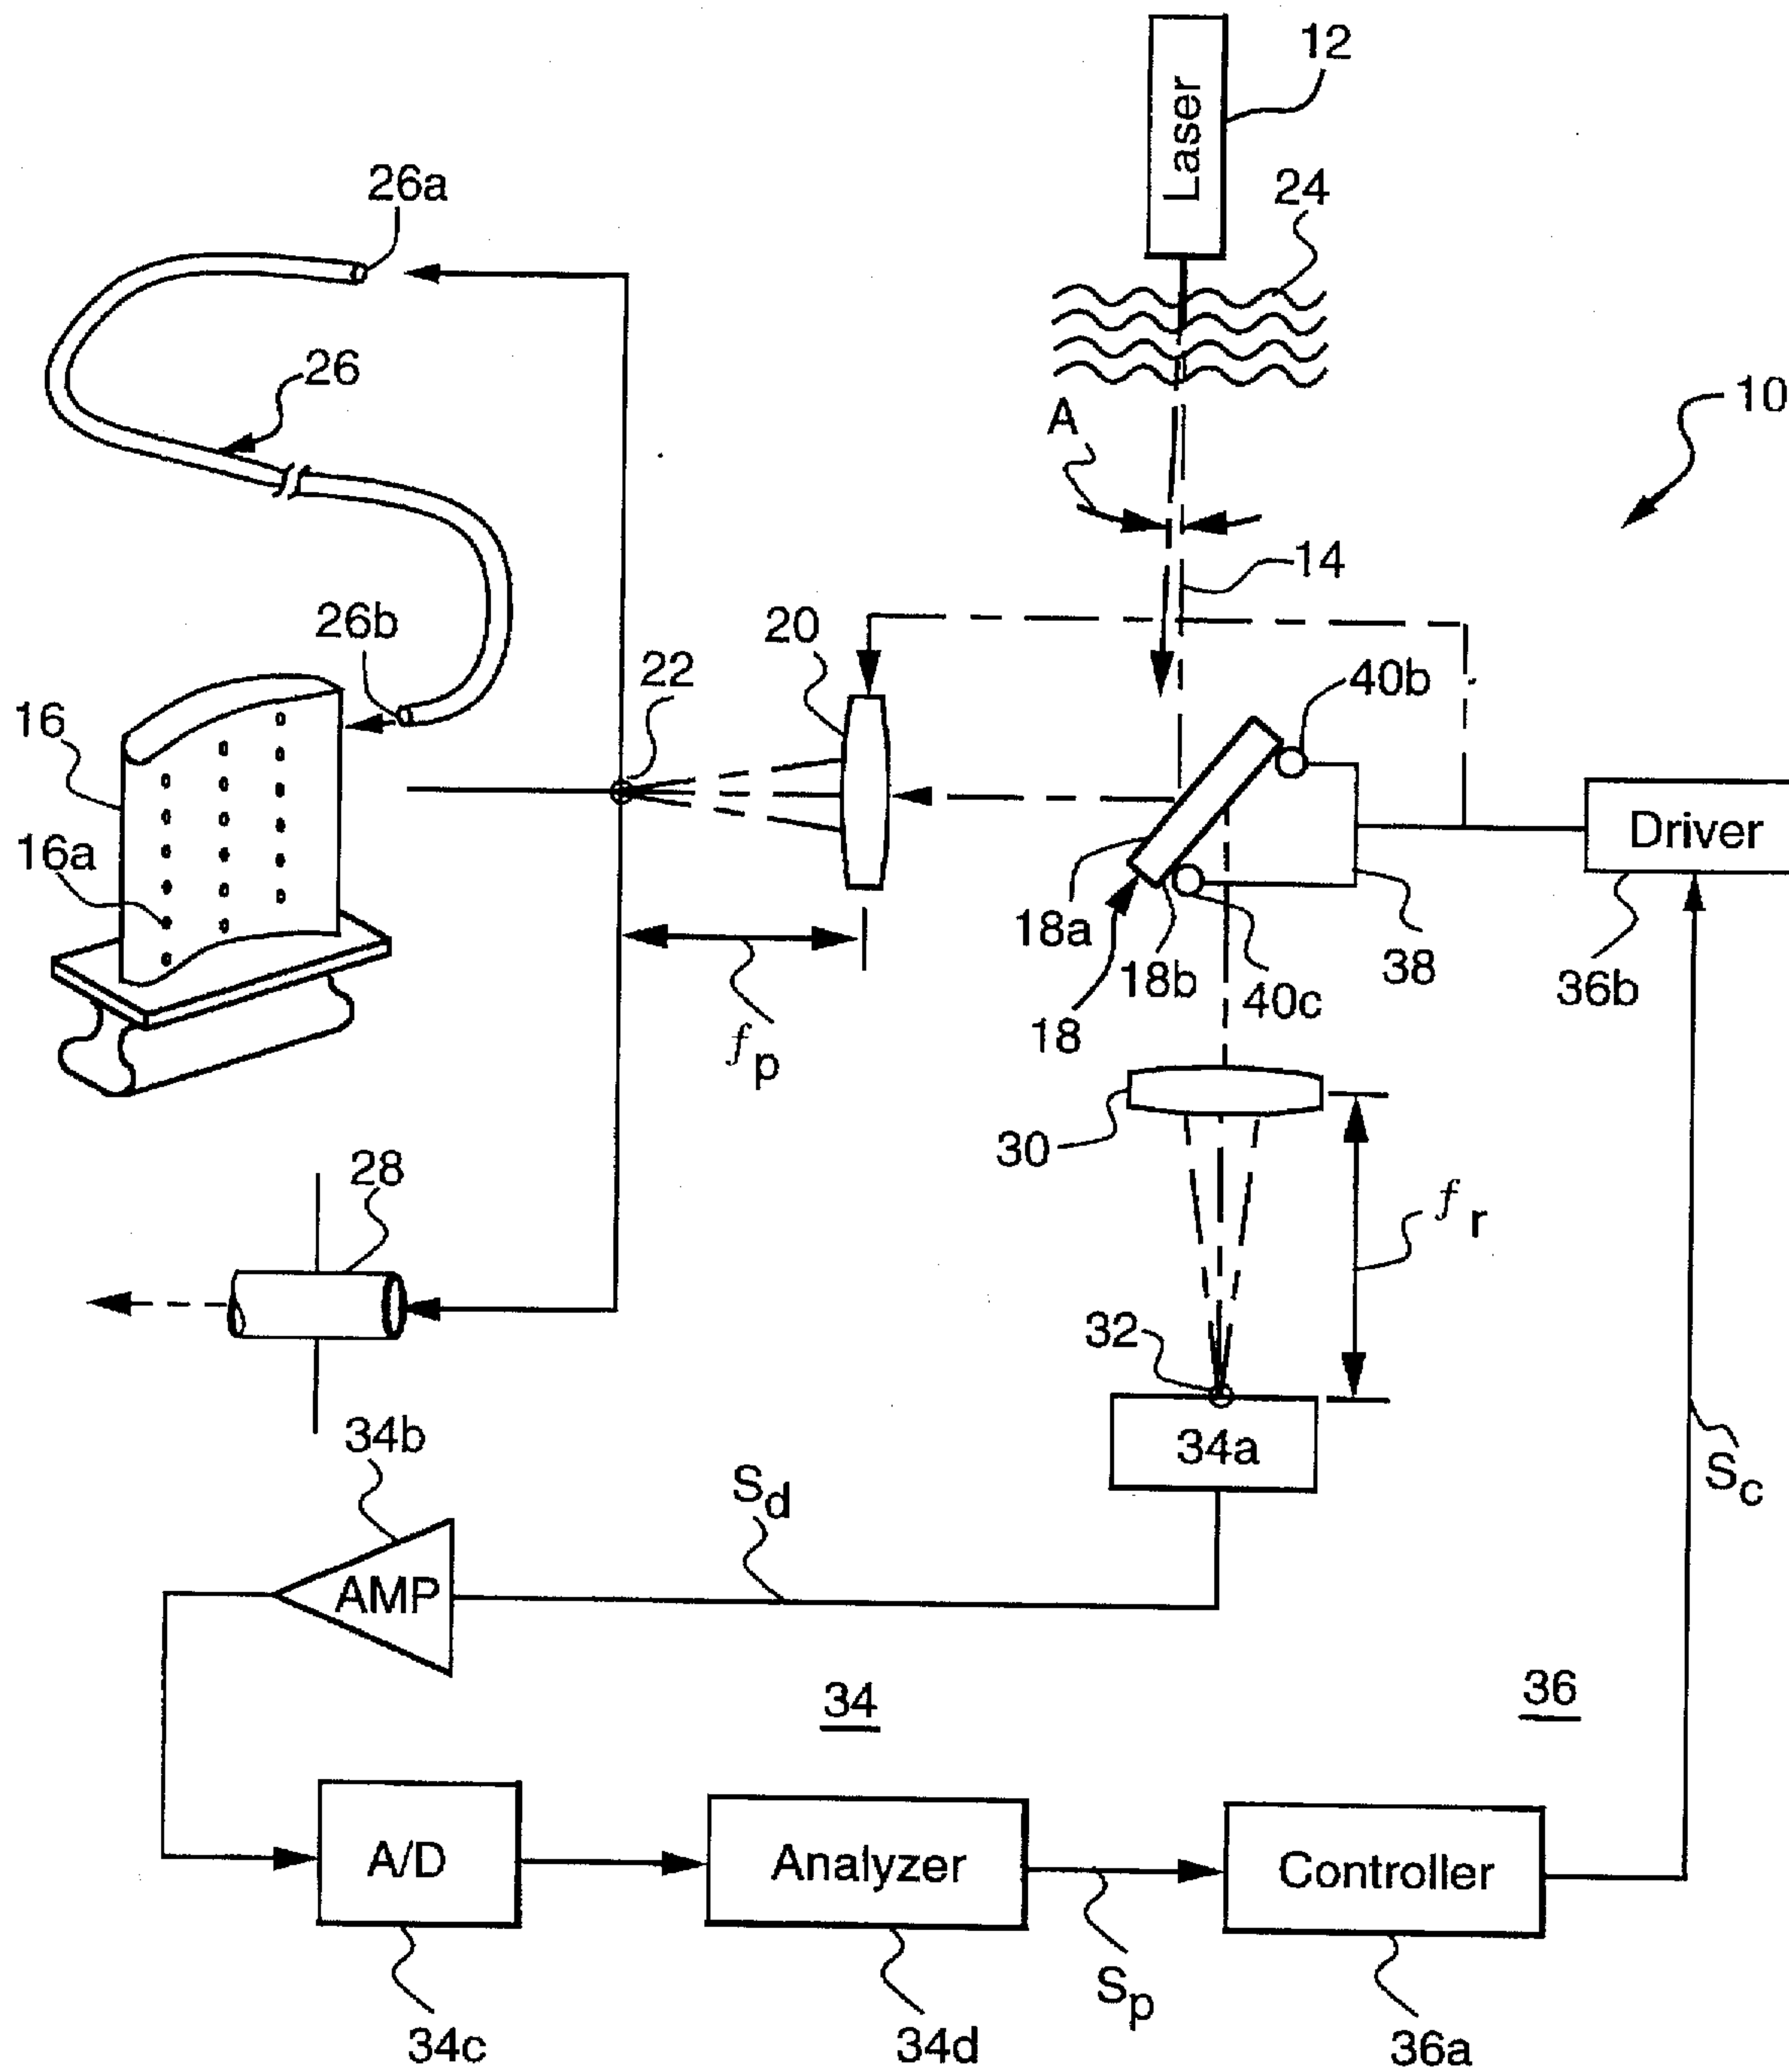 12
Laser
24
26a
26
10
A
14
26b
20
22
40b
16
16a
Driver
18a
18b
38
40c
36b
18
fp
30
28
fr
32
34b
34a
Sd
Sc
AMP
34
36
A/D
Analyzer
Controller
Sp
34c
34d
36a